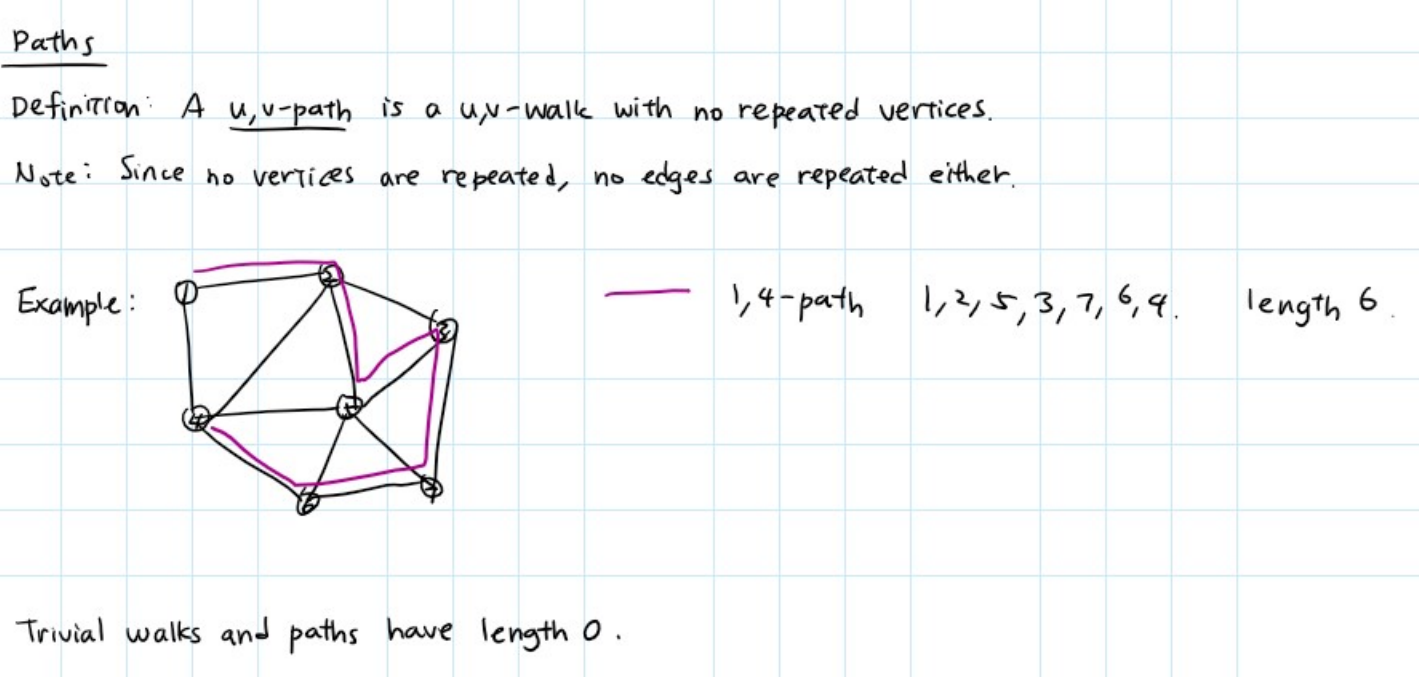 Paths
Definition: A u,v-path is a u,v-walk with no repeated vertices.
Note: Since no vertices are repeated, no edges are repeated either.
Example:
1
2
3
4
5
6
7
1,4-path 1,2,5,3,7,6,4. length 6.
Trivial walks and paths have length 0.